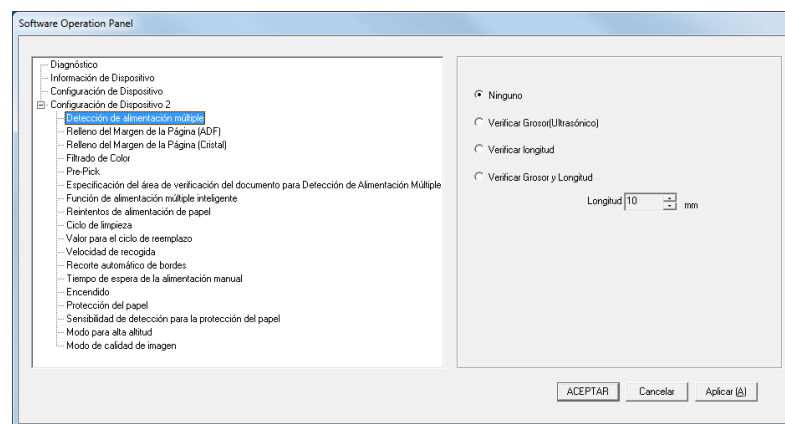 Software Operation Panel
Diagnóstico
Información de Dispositivo
Configuración de Dispositivo
Configuración de Dispositivo 2
Detección de alimentación múltiple
Relleno del Margen de la Página (ADF)
Relleno del Margen de la Página (Cristal)
Filtrado de Color
Pre-Pick
Especificación del área de verificación del documento para Detección de Alimentación Múltiple
Función de alimentación múltiple inteligente
Reintentos de alimentación de papel
Ciclo de limpieza
Valor para el ciclo de reemplazo
Velocidad de recogida
Recorte automático de bordes
Tiempo de espera de la alimentación manual
Encendido
Protección del papel
Sensibilidad de detección para la protección del papel
Modo para alta altitud
Modo de calidad de imagen
Ninguno
Verificar Grosor(Ultrasónico)
Verificar longitud
Verificar Grosor y Longitud
Longitud 10 mm
ACEPTAR Cancelar Aplicar (A)